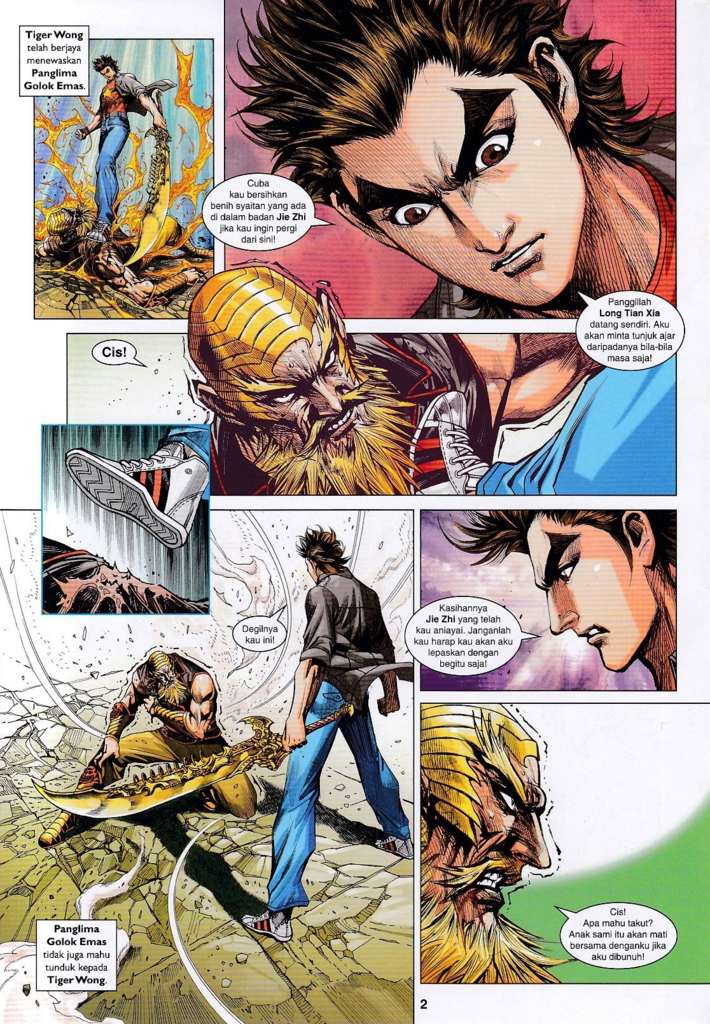 Tiger Wong
telah berjaya
menewaskan
Panglima
Golok Emas.
Cuba
kau bersihkan
benih syaitan yang ada
di dalam badan Jie Zhi
jika kau ingin pergi
dari sini!
Panggillah
Long Tian Xia
datang sendiri. Aku
akan minta tunjuk ajar
daripadanya bila-bila
masa saja!
Cis!
Degilnya
kau ini!
Kasihannya
Jie Zhi yang telah
kau aniayai. Janganlah
kau harap kau akan aku
lepaskan dengan
begitu saja!
Cis!
Apa mahu takut?
Anak sami itu akan mati
bersama denganku jika
aku dibunuh!
Panglima
Golok Emas
tidak juga mahu
tunduk kepada
Tiger Wong.
2